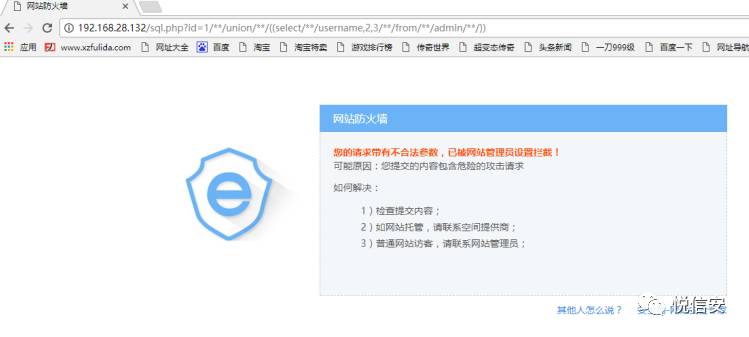 网站防火墙
192.168.28.132/sql.php?id=1/**/union/**/((select/**/username,2,3/**/from/**/admin/**/))
应用 www.xzfulida.com 网址大全 百度 淘宝 淘宝特卖 游戏排行榜 传奇世界 超变态传奇 头条新闻 一刀999级 百度一下 网址导航
网站防火墙
您的请求带有不合法参数，已被网站管理员设置拦截！
可能原因：您提交的内容包含危险的攻击请求
如何解决：
1）检查提交内容；
2）如网站托管，请联系空间提供商；
3）普通网站访客，请联系网站管理员；
其他人怎么说？
悦信安